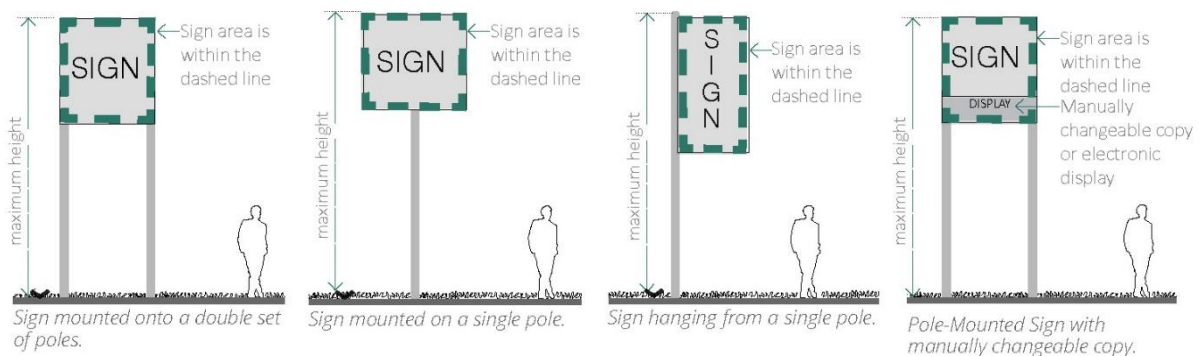 maximum height
SIGN
Sign area is
within the
dashed line
Sign mounted onto a double set
of poles.
maximum height
SIGN
Sign area is
within the
dashed line
Sign mounted on a single pole.
maximum height
S
I
G
N
Sign area is
within the
dashed line
Sign hanging from a single pole.
maximum height
SIGN
DISPLAY
Sign area is
within the
dashed line
Manually
changeable copy
or electronic
display
Pole-Mounted Sign with
manually changeable copy.